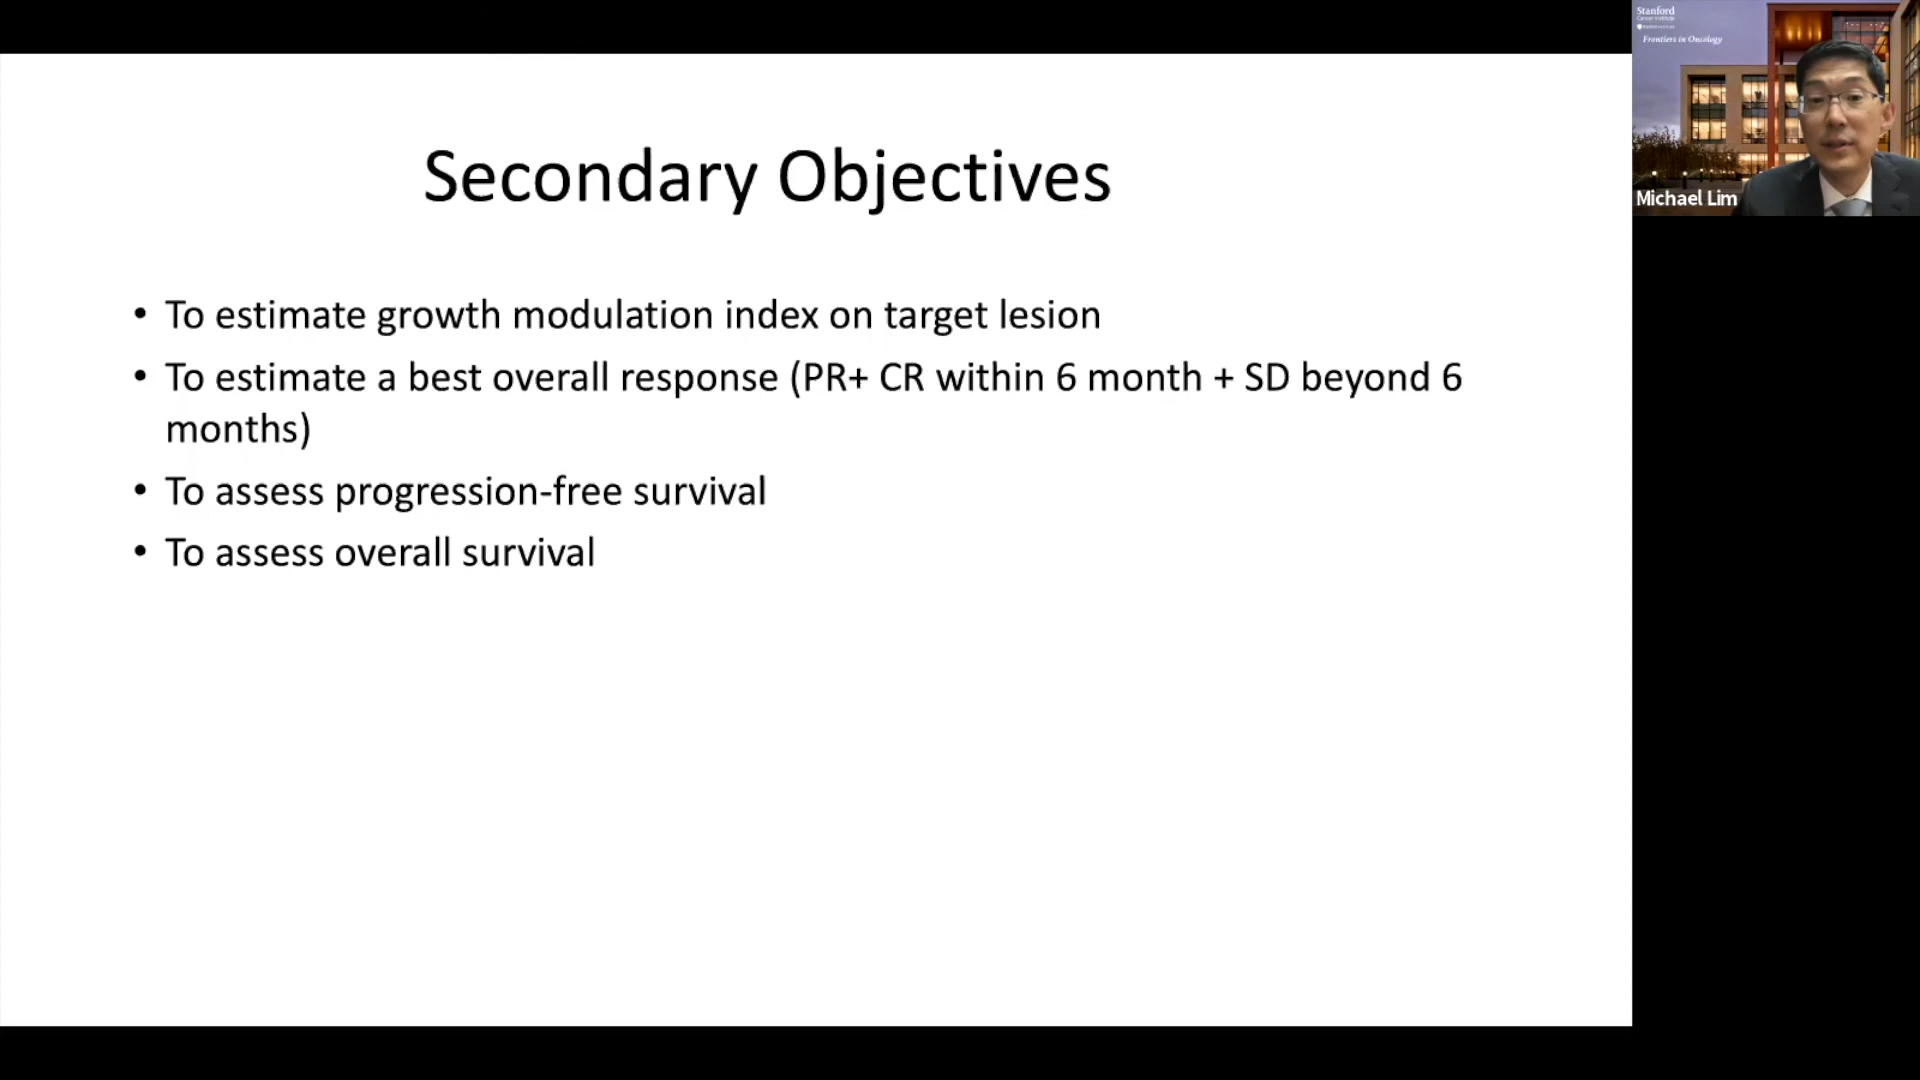 Secondary Objectives
• To estimate growth modulation index on target lesion
• To estimate a best overall response (PR+ CR within 6 month + SD beyond 6
months)
• To assess progression-free survival
• To assess overall survival
Stanford
Frontiers in Oncology
Michael Lim